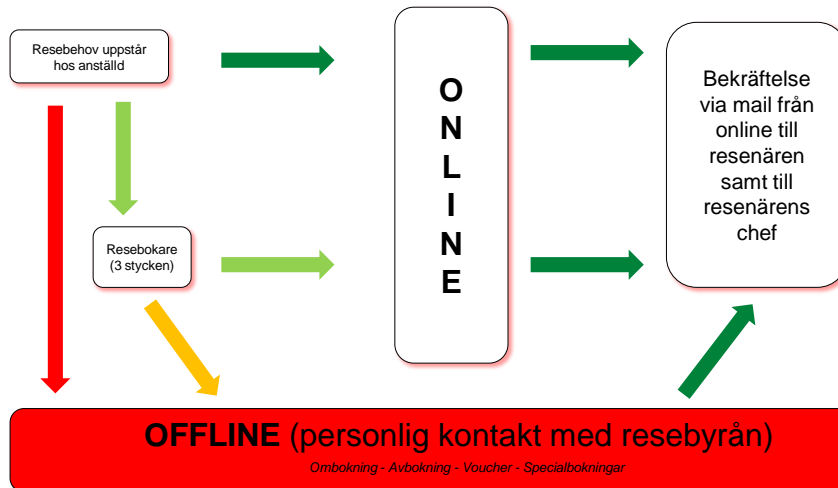 Resebehov uppstår
hos anställd
Resebokare
(3 stycken)
O
N
L
I
N
E
Bekräftelse
via mail från
online till
resenären
samt till
resenärens
chef
OFFLINE (personlig kontakt med resebyrån)
Ombokning - Avbokning - Voucher - Specialbokningar